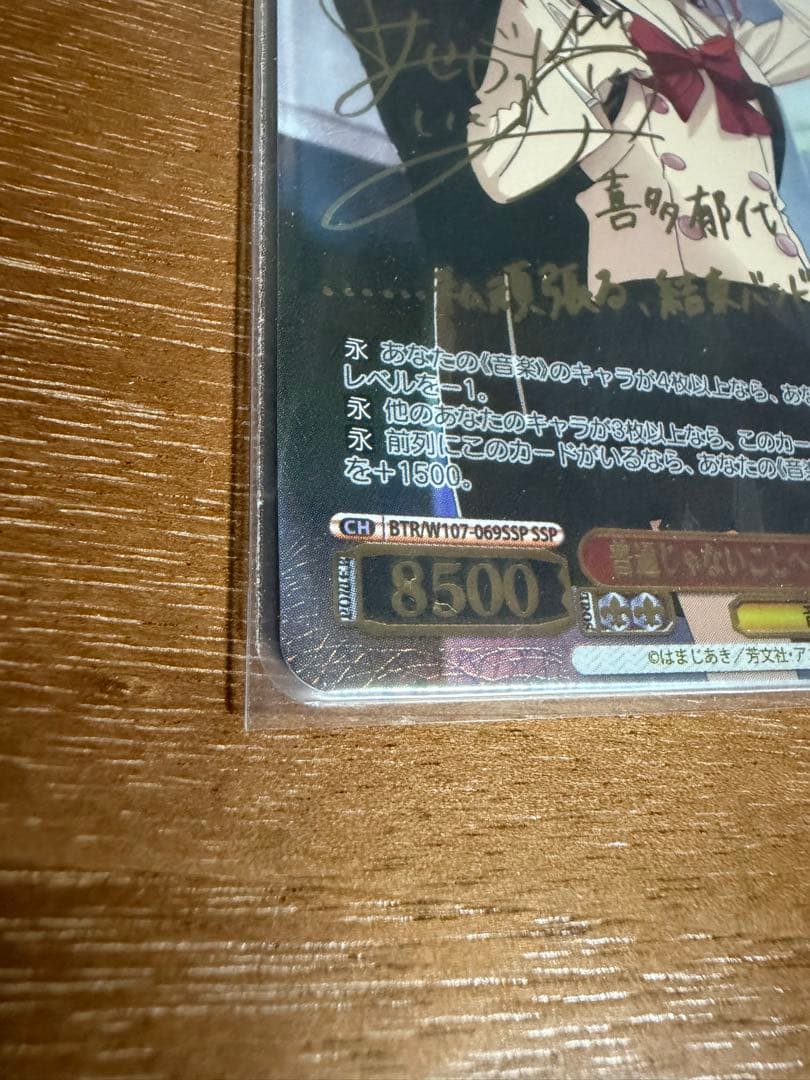 喜多郁代
……私頑張る、結束バンド
永 あなたの《音楽》のキャラが4枚以上なら、あな
レベルを－1。
永 他のあなたのキャラが3枚以上なら、このカー
永 前列にこのカードがいるなら、あなたの《音
を＋1500。
CH BTR/W107-069SSP SSP
8500
普通じゃないこと
©はまじあき／芳文社・ア